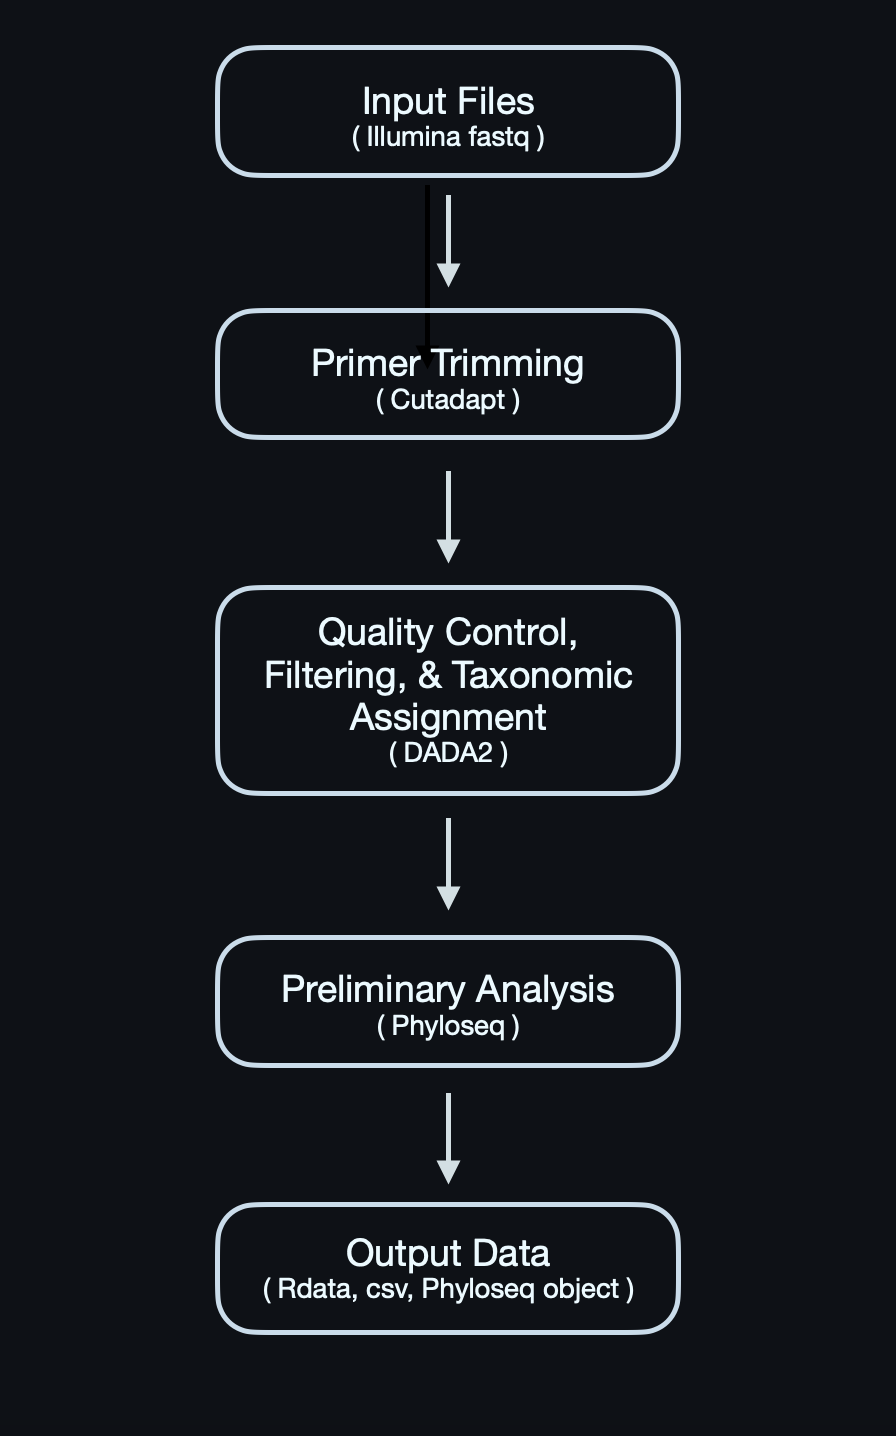 Input Files
( Illumina fastq )
Primer Trimming
( Cutadapt )
Quality Control,
Filtering, & Taxonomic
Assignment
( DADA2 )
Preliminary Analysis
( Phyloseq )
Output Data
( Rdata, csv, Phyloseq object )